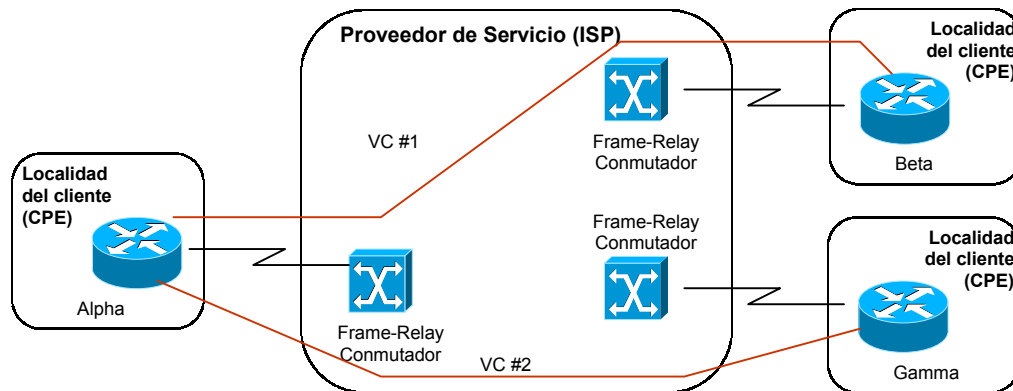 Proveedor de Servicio (ISP)
Localidad
del cliente
(CPE)
Frame-Relay
Conmutador
Beta
VC #1
Localidad
del cliente
(CPE)
Alpha
Frame-Relay
Conmutador
Frame-Relay
Conmutador
Localidad
del cliente
(CPE)
Gamma
VC #2